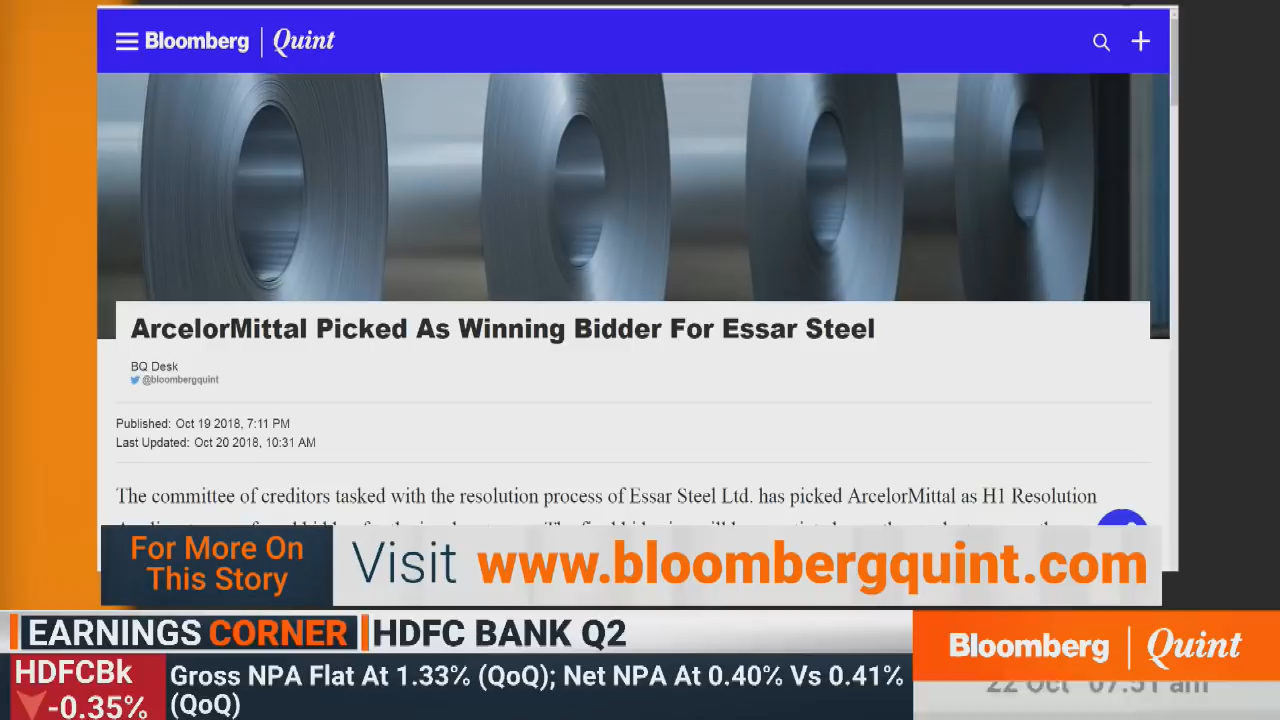 Bloomberg | Quint
ArcelorMittal Picked As Winning Bidder For Essar Steel
BQ Desk
@bloombergquint
Published: Oct 19 2018, 7:11 PM
Last Updated: Oct 20 2018, 10:31 AM
The committee of creditors tasked with the resolution process of Essar Steel Ltd. has picked ArcelorMittal as H1 Resolution
For More On
This Story
Visit www.bloombergquint.com
EARNINGS CORNER
HDFC BANK Q2
Bloomberg | Quint
HDFCBk
-0.35%
Gross NPA Flat At 1.33% (QoQ); Net NPA At 0.40% Vs 0.41%
(QoQ)
22 Oct
am